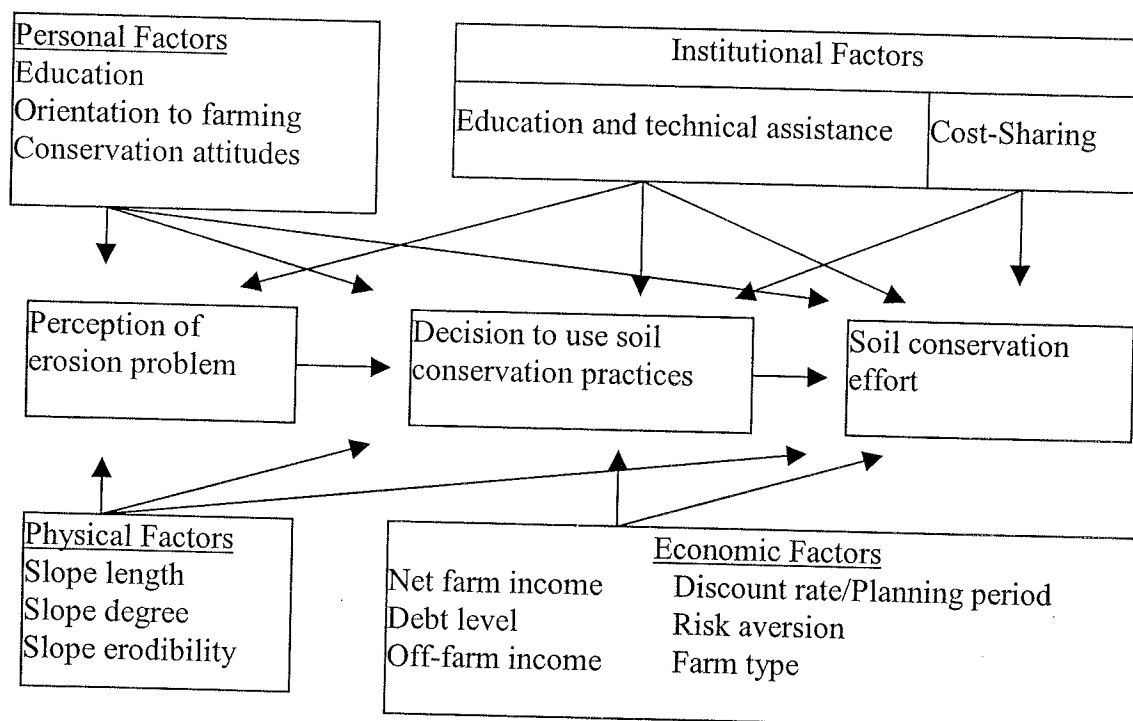 Personal Factors
Education
Orientation to farming
Conservation attitudes
Institutional Factors
Education and technical assistance
Cost-Sharing
Perception of
erosion problem
Decision to use soil
conservation practices
Soil conservation
effort
Physical Factors
Slope length
Slope degree
Slope erodibility
Economic Factors
Net farm income
Debt level
Off-farm income
Discount rate/Planning period
Risk aversion
Farm type